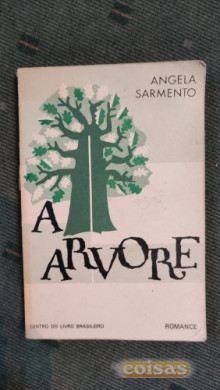 ANGELA
SARMENTO
A
ARVORE
CENTRO DO LIVRO BRASILEIRO
ROMANCE
coisas